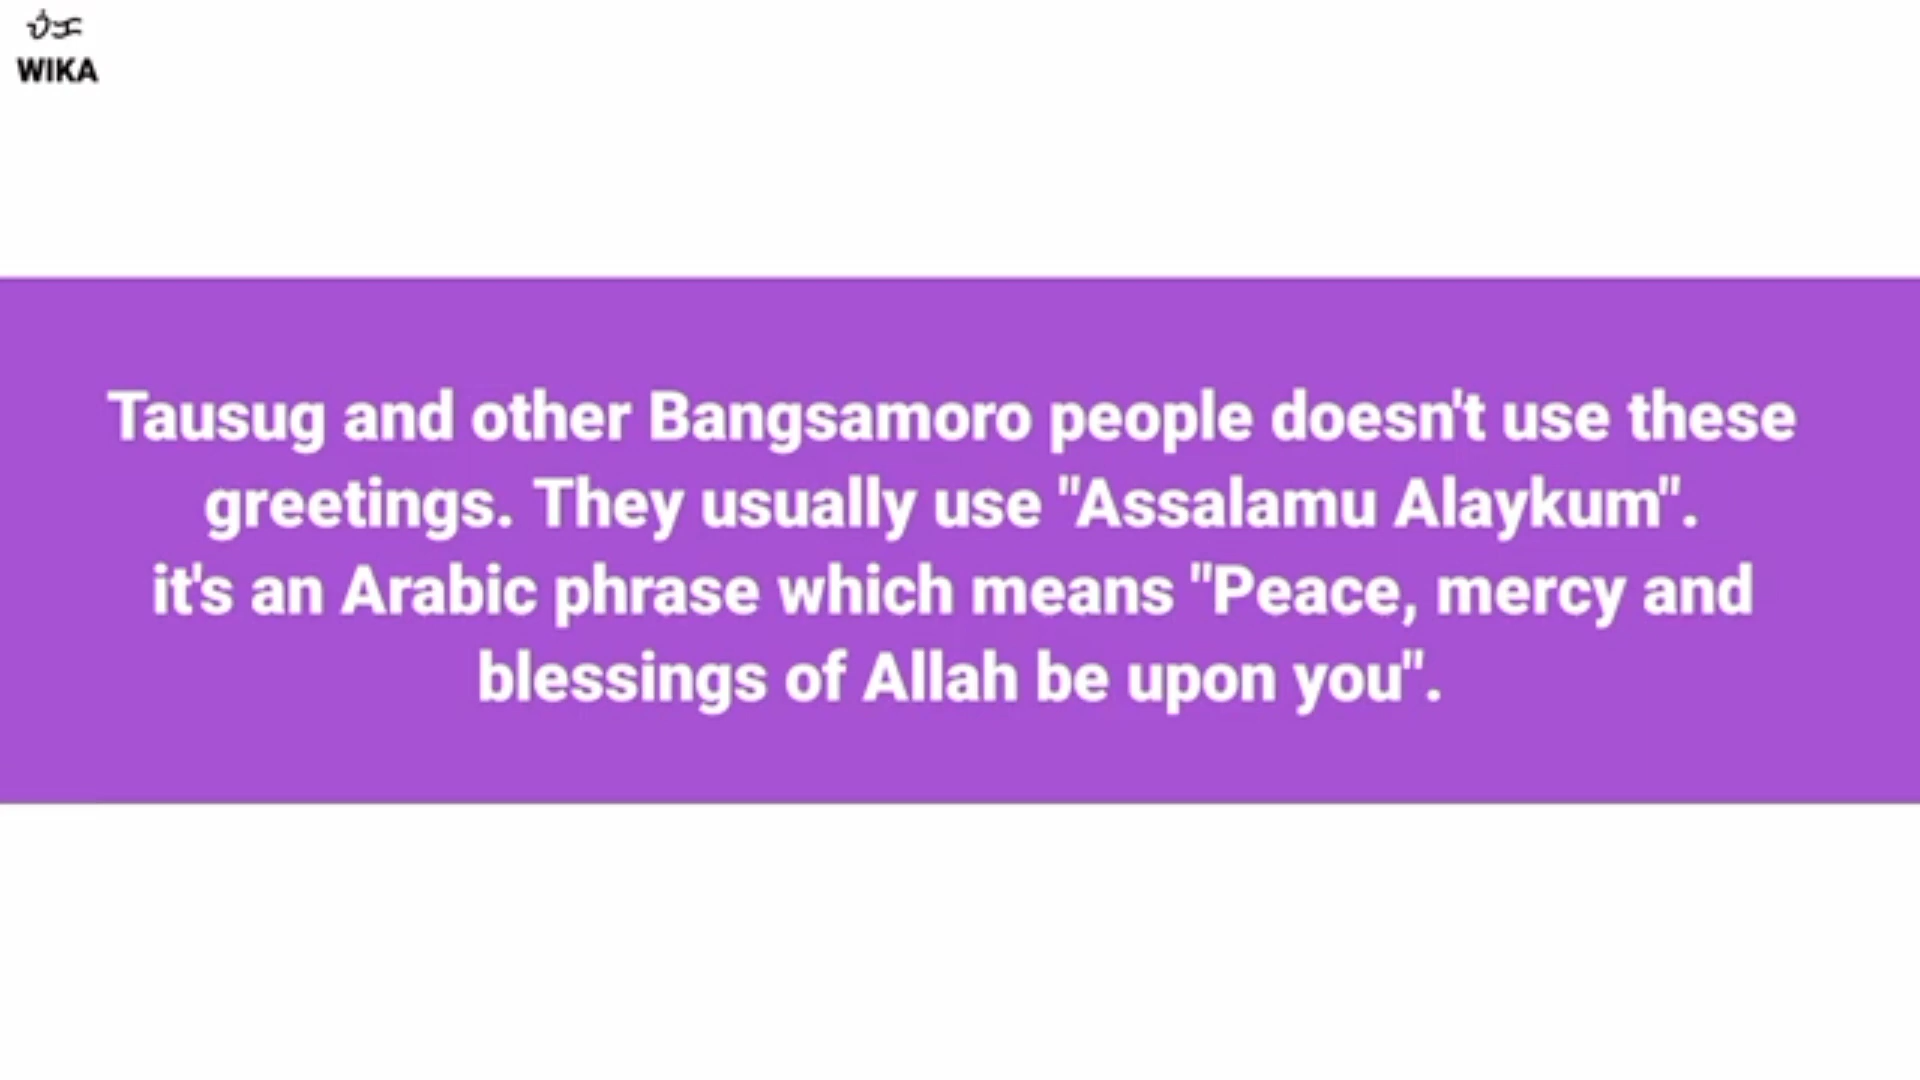 ᜏᜒᜃ
WIKA
Tausug and other Bangsamoro people doesn't use these
greetings. They usually use "Assalamu Alaykum".
it's an Arabic phrase which means "Peace, mercy and
blessings of Allah be upon you".